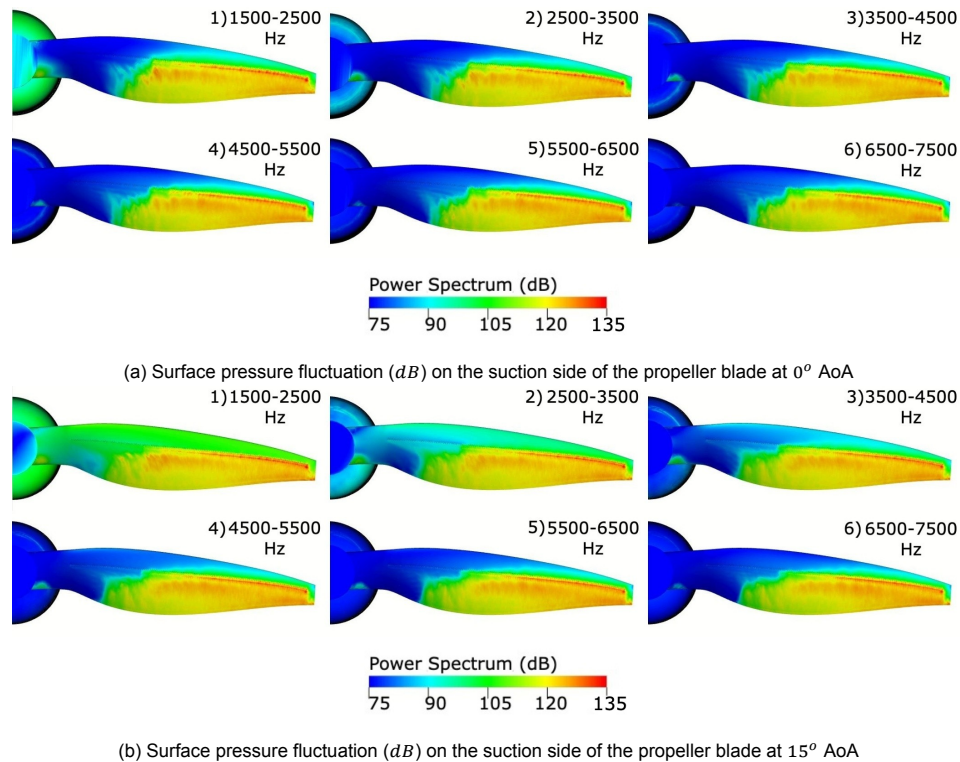 1)1500-2500 Hz
2) 2500-3500 Hz
3)3500-4500 Hz
4)4500-5500 Hz
5)5500-6500 Hz
6)6500-7500 Hz
Power Spectrum (dB)
75 90 105 120 135
(a) Surface pressure fluctuation (dB) on the suction side of the propeller blade at 0° AoA
1)1500-2500 Hz
2) 2500-3500 Hz
3)3500-4500 Hz
4)4500-5500 Hz
5)5500-6500 Hz
6)6500-7500 Hz
Power Spectrum (dB)
75 90 105 120 135
(b) Surface pressure fluctuation (dB) on the suction side of the propeller blade at 15° AoA